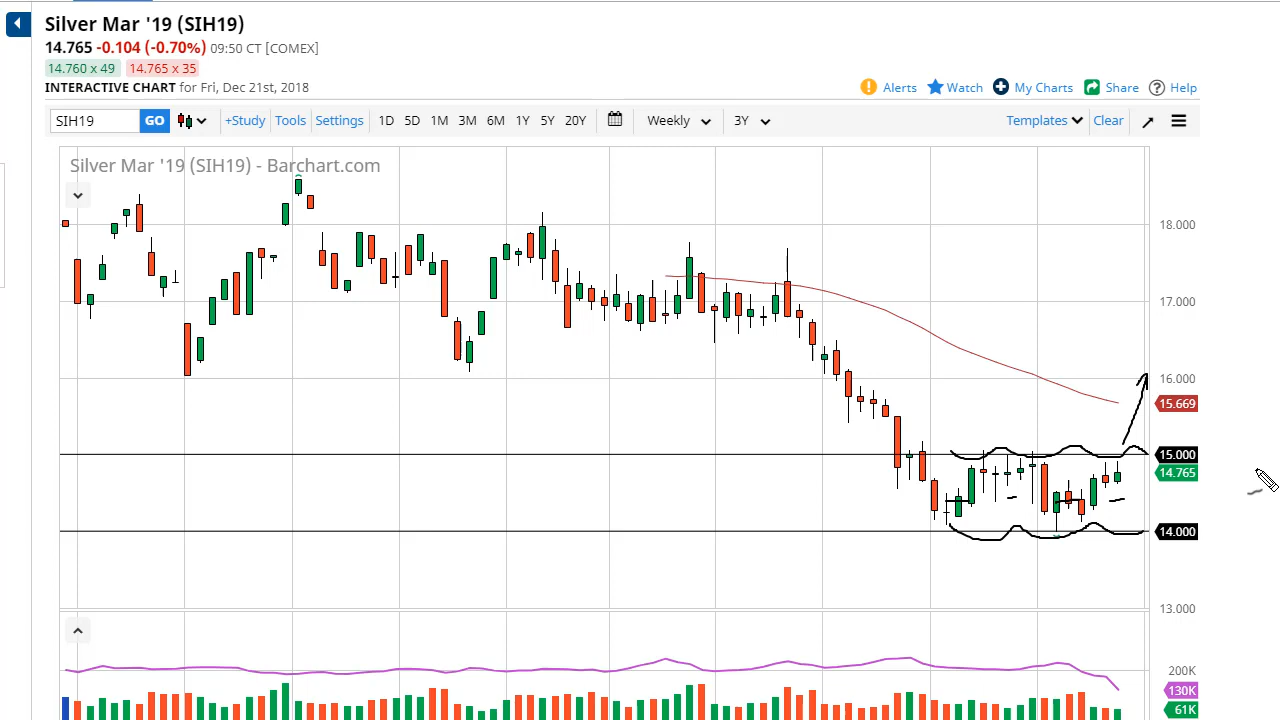 Silver Mar '19 (SIH19)
14.765 -0.104 (-0.70%) 09:50 CT [COMEX]
14.760 x 49 14.765 x 35
INTERACTIVE CHART for Fri, Dec 21st, 2018
Alerts Watch My Charts Share Help
SIH19 GO +Study Tools Settings 1D 5D 1M 3M 6M 1Y 5Y 20Y Weekly 3Y Templates Clear
Silver Mar '19 (SIH19) - Barchart.com
18.000
17.000
16.000
15.669
15.000
14.765
14.000
13.000
200K
130K
61K